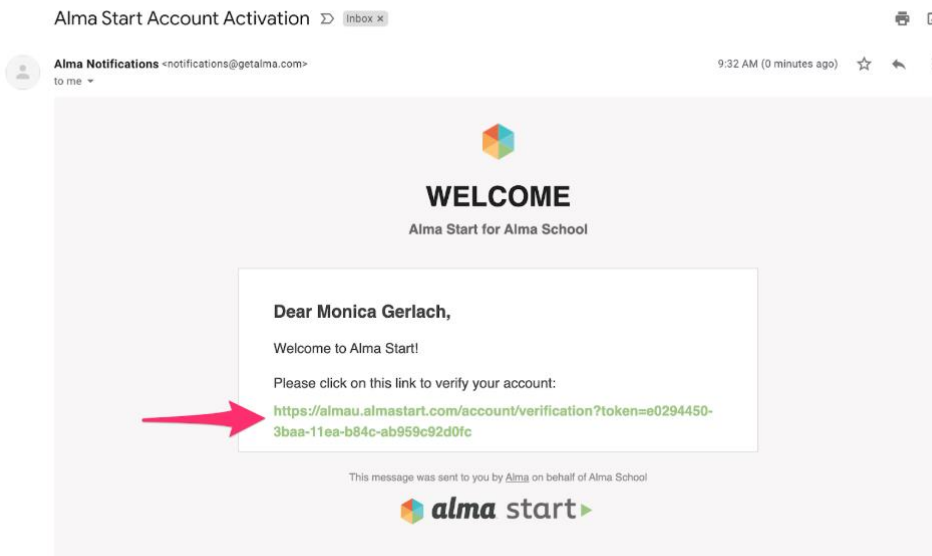 Alma Start Account Activation Inbox x
Alma Notifications <notifications@getalma.com> 9:32 AM (0 minutes ago)
to me
WELCOME
Alma Start for Alma School
Dear Monica Gerlach,
Welcome to Alma Start!
Please click on this link to verify your account:
https://almau.almastart.com/account/verification?token=e0294450-
3baa-11ea-b84c-ab959c92d0fc
This message was sent to you by Alma on behalf of Alma School
alma start